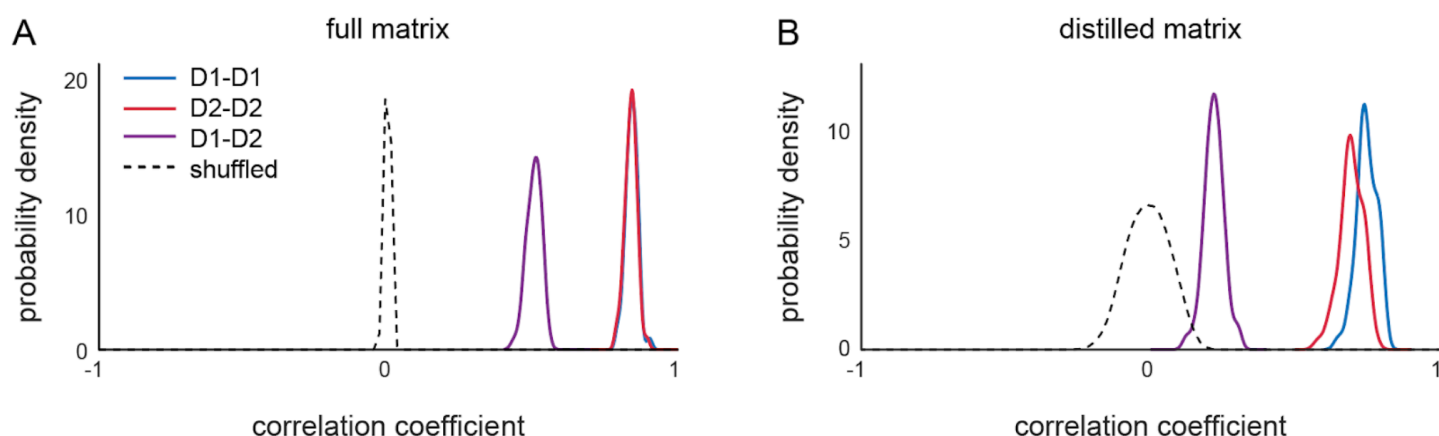 A
full matrix
D1-D1
D2-D2
D1-D2
shuffled
probability density
20
10
0
-1
0
1
correlation coefficient
B
distilled matrix
probability density
10
5
0
-1
0
1
correlation coefficient